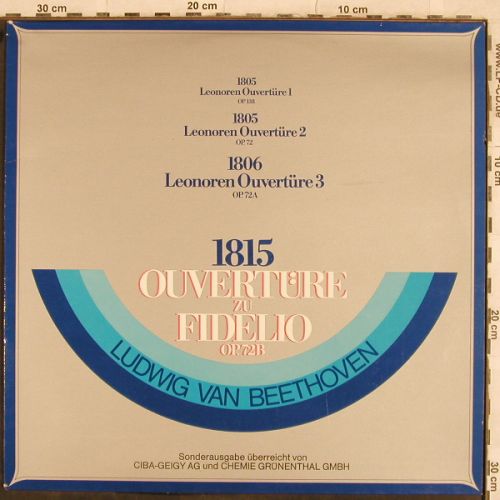 30 cm
20 cm
10 cm
1805
Leonoren Ouvertüre 1
OP. 138
1805
Leonoren Ouvertüre 2
OP. 72
1806
Leonoren Ouvertüre 3
OP. 72A
1815
OUVERTÜRE
ZU
FIDELIO
OP. 72B
LUDWIG VAN BEETHOVEN
Sonderausgabe überreicht von
CIBA-GEIGY AG und CHEMIE GRÜNENTHAL GMBH
www.LP-CD.de
10 cm
20 cm
30 cm